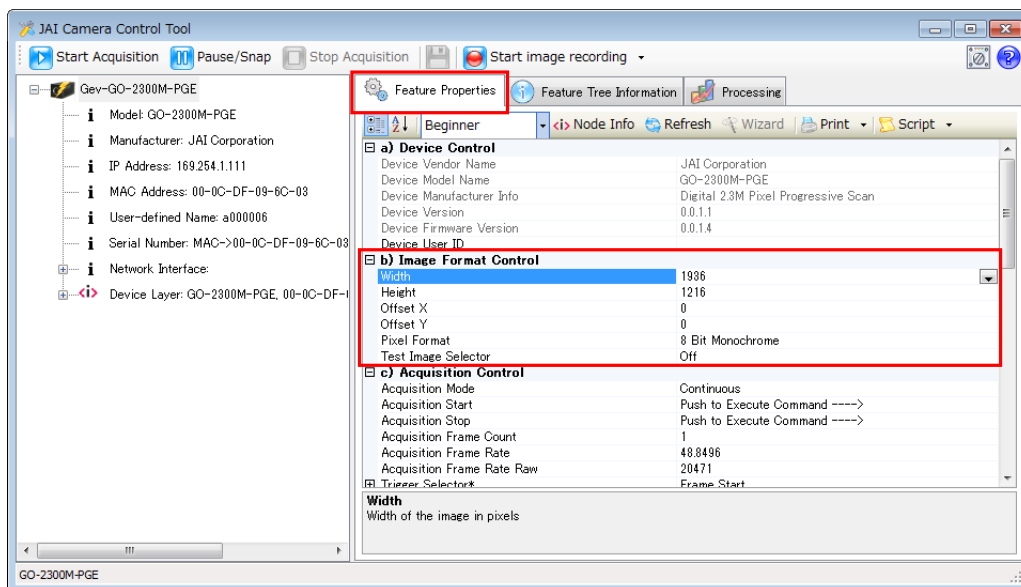 JAI Camera Control Tool
Start Acquisition Pause/Snap Stop Acquisition Start image recording
Gev-GO-2300M-PGE
Model: GO-2300M-PGE
Manufacturer: JAI Corporation
IP Address: 169.254.1.111
MAC Address: 00-0C-DF-09-6C-03
User-defined Name: a000006
Serial Number: MAC->00-0C-DF-09-6C-03
Network Interface:
Device Layer: GO-2300M-PGE, 00-0C-DF-
Feature Properties Feature Tree Information Processing
Beginner <i> Node Info Refresh Wizard Print Script
a) Device Control
Device Vendor Name JAI Corporation
Device Model Name GO-2300M-PGE
Device Manufacturer Info Digital 2.3M Pixel Progressive Scan
Device Version 0.0.1.1
Device Firmware Version 0.0.1.4
Device User ID
b) Image Format Control
Width 1936
Height 1216
Offset X 0
Offset Y 0
Pixel Format 8 Bit Monochrome
Test Image Selector Off
c) Acquisition Control
Acquisition Mode Continuous
Acquisition Start Push to Execute Command ---->
Acquisition Stop Push to Execute Command ---->
Acquisition Frame Count 1
Acquisition Frame Rate 48.8496
Acquisition Frame Rate Raw 20471
Trigger Selector* Frame Start
Width
Width of the image in pixels
GO-2300M-PGE